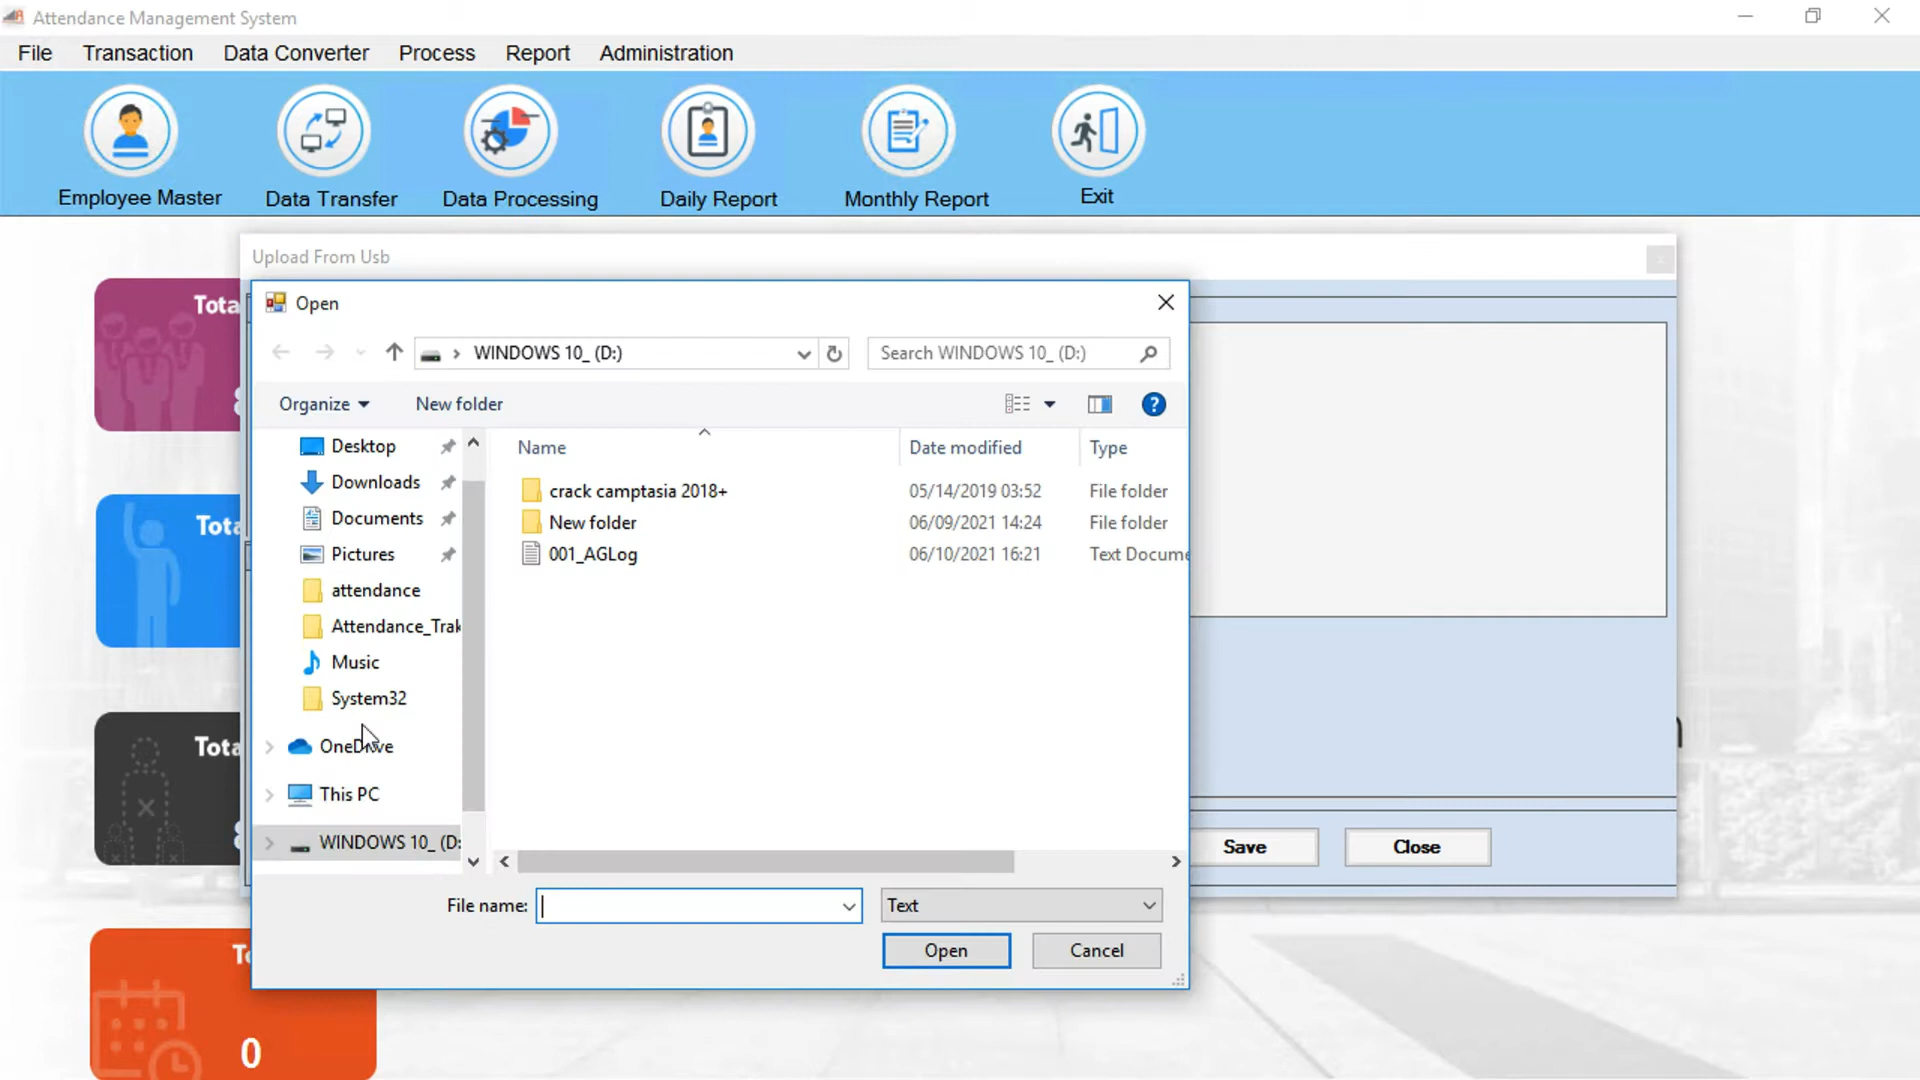 Attendance Management System
File Transaction Data Converter Process Report Administration
Employee Master Data Transfer Data Processing Daily Report Monthly Report Exit
Upload From Usb
Open
WINDOWS 10_ (D:) Search WINDOWS 10_ (D:)
Organize New folder
Name Date modified Type
Desktop
Downloads
Documents
Pictures
attendance
Attendance_Trak
Music
System32
OneDrive
This PC
WINDOWS 10_ (D:
crack camptasia 2018+ 05/14/2019 03:52 File folder
New folder 06/09/2021 14:24 File folder
001_AGLog 06/10/2021 16:21 Text Docume
File name: Text
Open Cancel
Save Close
Tota
Tota
Tota
To
0